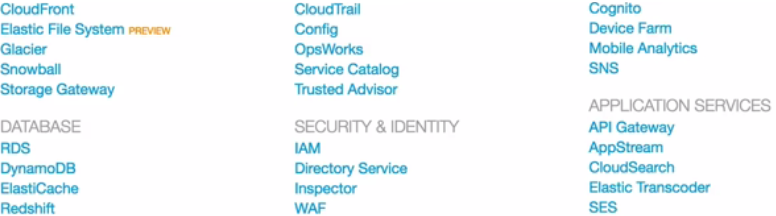 CloudFront
Elastic File System PREVIEW
Glacier
Snowball
Storage Gateway
DATABASE
RDS
DynamoDB
ElastiCache
Redshift
CloudTrail
Config
OpsWorks
Service Catalog
Trusted Advisor
SECURITY & IDENTITY
IAM
Directory Service
Inspector
WAF
Cognito
Device Farm
Mobile Analytics
SNS
APPLICATION SERVICES
API Gateway
AppStream
CloudSearch
Elastic Transcoder
SES